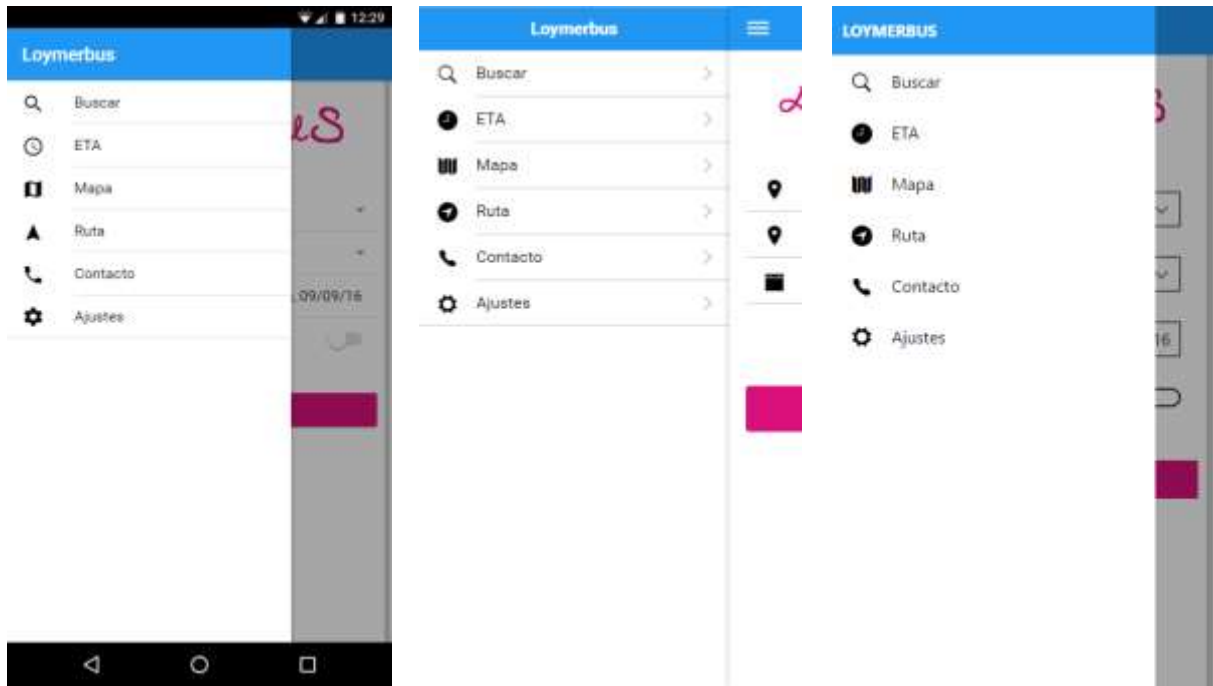 12:29
Loymerbus
Buscar
ETA
Mapa
Ruta
Contacto
Ajustes
us
, 09/09/16
Loymerbus
Buscar
ETA
Mapa
Ruta
Contacto
Ajustes
LOYMERBUS
Buscar
ETA
Mapa
Ruta
Contacto
Ajustes
s
16